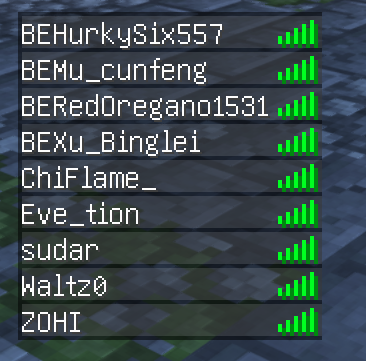 BEHurkySix557
BEMu_cunfeng
BERedOregano1531
BEXu_Binglei
ChiFlame_
Eve_tion
sudar
Waltz0
ZOHI